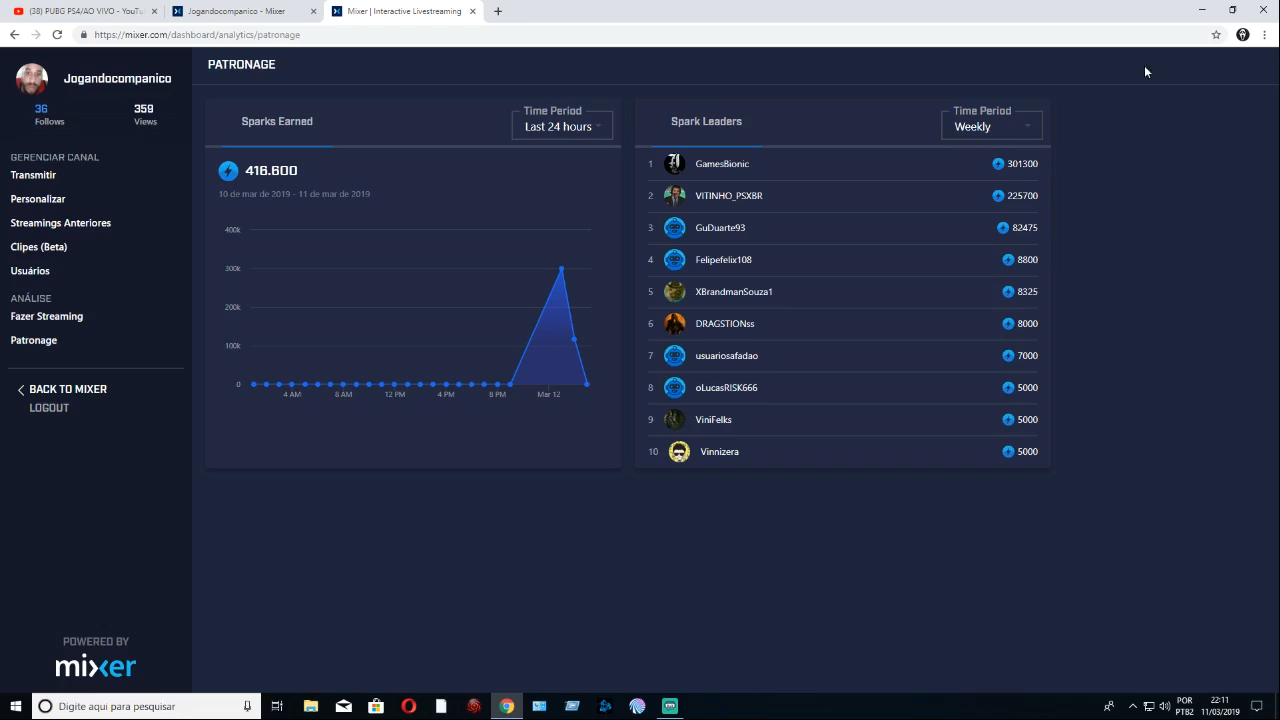 (38) PUBG PS4/AO VIVO - YouTu
Jogandocompanico - Mixer
Mixer | Interactive Livestreaming
https://mixer.com/dashboard/analytics/patronage
Jogandocompanico
36
359
Follows
Views
GERENCIAR CANAL
Transmitir
Personalizar
Streamings Anteriores
Clipes (Beta)
Usuários
ANÁLISE
Fazer Streaming
Patronage
BACK TO MIXER
LOGOUT
POWERED BY
mixer
PATRONAGE
Sparks Earned
Time Period
Last 24 hours
416.600
10 de mar de 2019 - 11 de mar de 2019
400k
300k
200k
100k
0
4 AM
8 AM
12 PM
4 PM
8 PM
Mar 12
Spark Leaders
Time Period
Weekly
1 GamesBionic 301300
2 VITINHO_PSXBR 225700
3 GuDuarte93 82475
4 Felipefelix108 8800
5 XBrandmanSouza1 8325
6 DRAGSTIONss 8000
7 usuariosafadao 7000
8 oLucasRISK666 5000
9 ViniFelks 5000
10 Vinnizera 5000
Digite aqui para pesquisar
POR
PTB2
22:11
11/03/2019